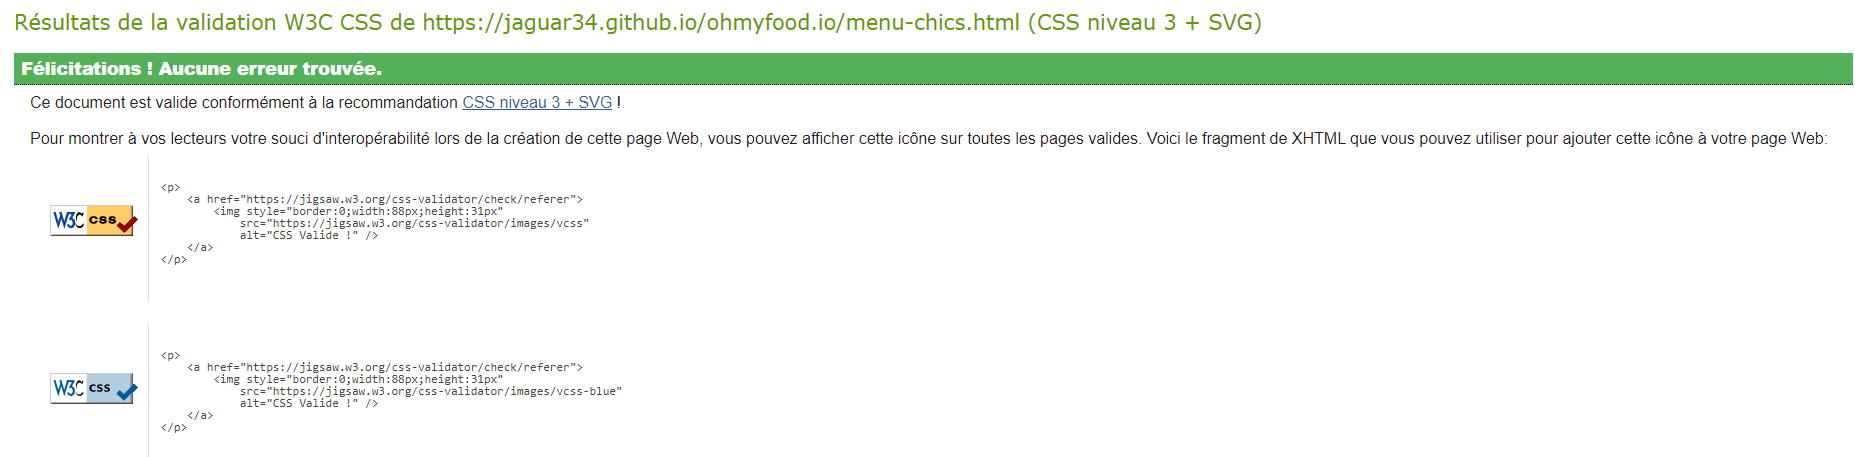 Résultats de la validation W3C CSS de https://jaguar34.github.io/ohmyfood.io/menu-chics.html (CSS niveau 3 + SVG)
Félicitations ! Aucune erreur trouvée.
Ce document est valide conformément à la recommandation CSS niveau 3 + SVG !
Pour montrer à vos lecteurs votre souci d'interopérabilité lors de la création de cette page Web, vous pouvez afficher cette icône sur toutes les pages valides. Voici le fragment de XHTML que vous pouvez utiliser pour ajouter cette icône à votre page Web:
W3C css
<p>
    <a href="https://jigsaw.w3.org/css-validator/check/referer">
        <img style="border:0;width:88px;height:31px"
            src="https://jigsaw.w3.org/css-validator/images/vcss"
            alt="CSS Valide !" />
    </a>
</p>
W3C css
<p>
    <a href="https://jigsaw.w3.org/css-validator/check/referer">
        <img style="border:0;width:88px;height:31px"
            src="https://jigsaw.w3.org/css-validator/images/vcss-blue"
            alt="CSS Valide !" />
    </a>
</p>